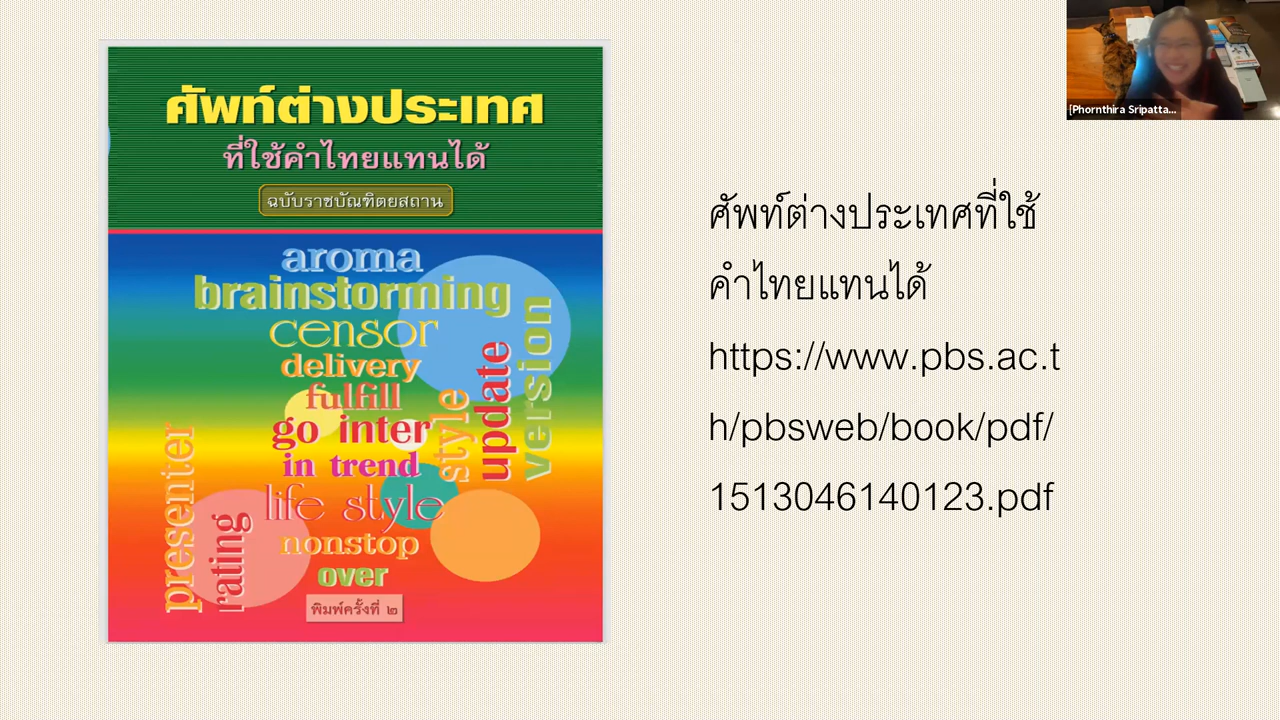 ศัพท์ต่างประเทศ
ที่ใช้คำไทยแทนได้
ฉบับราชบัณฑิตยสถาน
aroma
brainstorming
censor
delivery
fulfill
go inter
in trend
life style
nonstop
over
presenter
rating
style
update
version
พิมพ์ครั้งที่ ๒
ศัพท์ต่างประเทศที่ใช้
คำไทยแทนได้
https://www.pbs.ac.t
h/pbsweb/book/pdf/
1513046140123.pdf
[Phornthira Sripatta...